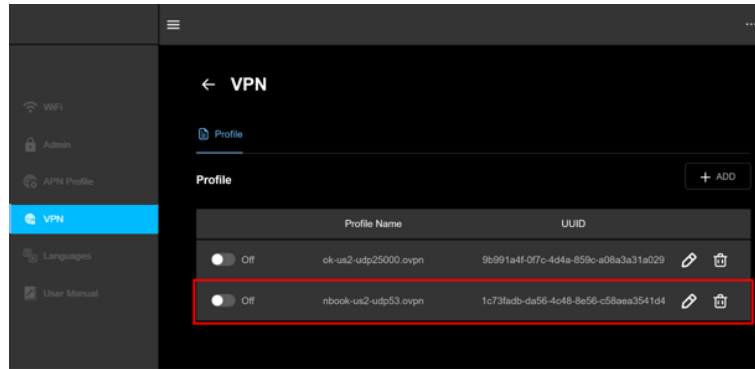 VPN
WiFi
Profile
Admin
APN Profile
Profile
ADD
VPN
Profile Name
UUID
Languages
Off
ok-us2-udp25000.ovpn
9b991a4f-0f7c-4d4a-859c-a08a3a31a029
User Manual
Off
nbook-us2-udp53.ovpn
1c73fadb-da56-4c48-8e56-c58aea3541d4